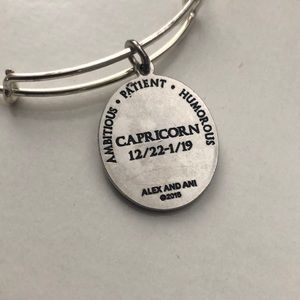 AMBITIOUS • PATIENT • HUMOROUS
CAPRICORN
12/22-1/19
ALEX AND ANI
©2015